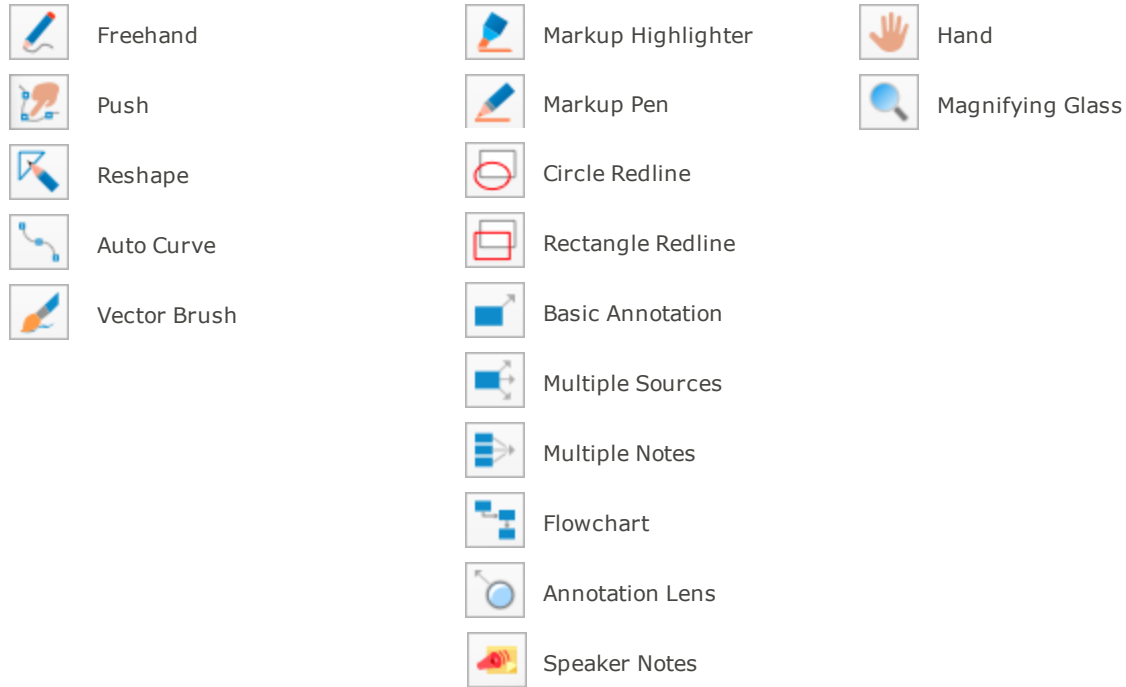 Freehand
Push
Reshape
Auto Curve
Vector Brush
Markup Highlighter
Markup Pen
Circle Redline
Rectangle Redline
Basic Annotation
Multiple Sources
Multiple Notes
Flowchart
Annotation Lens
Speaker Notes
Hand
Magnifying Glass